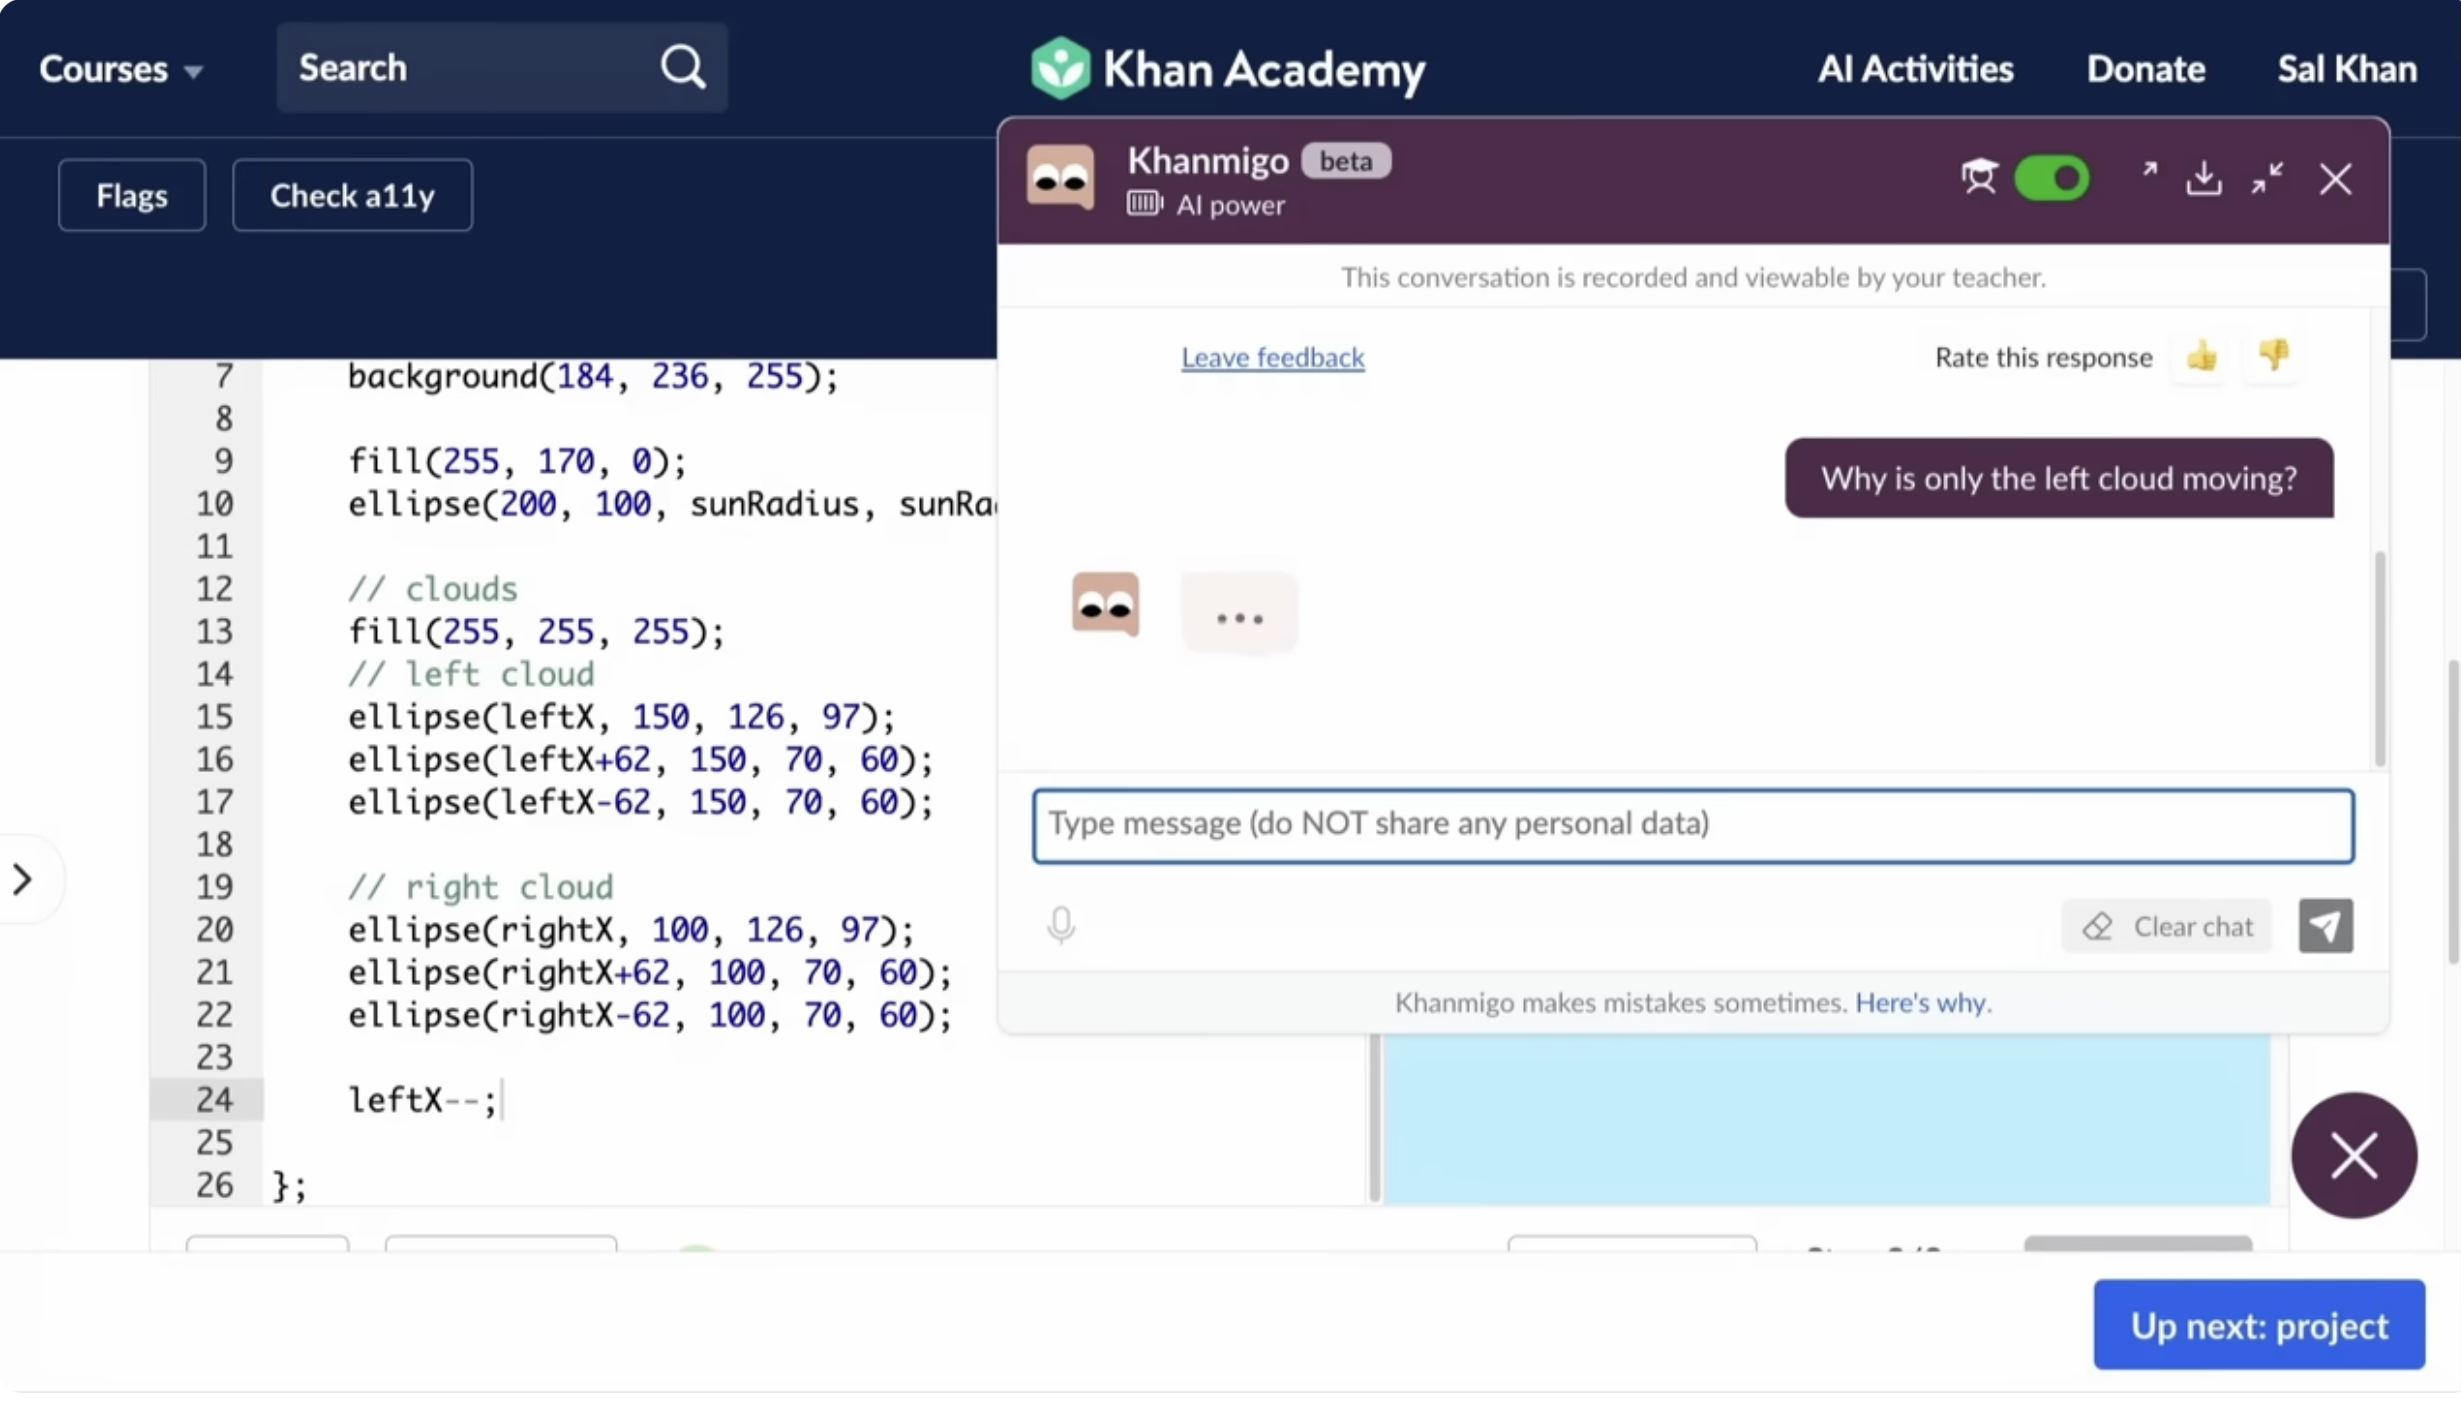 Courses
Search
Khan Academy
AI Activities
Donate
Sal Khan
Flags
Check a11y
7 background(184, 236, 255);
8
9 fill(255, 170, 0);
10 ellipse(200, 100, sunRadius,
11
12 // clouds
13 fill(255, 255, 255);
14 // left cloud
15 ellipse(leftX, 150, 126, 97);
16 ellipse(leftX+62, 150, 70, 60);
17 ellipse(leftX-62, 150, 70, 60);
18
19 // right cloud
20 ellipse(rightX, 100, 126, 97);
21 ellipse(rightX+62, 100, 70, 60);
22 ellipse(rightX-62, 100, 70, 60);
23
24 leftX--;
25
26 };
Khanmigo beta
AI power
This conversation is recorded and viewable by your teacher.
Leave feedback
Rate this response
Why is only the left cloud moving?
...
Type message (do NOT share any personal data)
Clear chat
Khanmigo makes mistakes sometimes. Here's why.
Up next: project